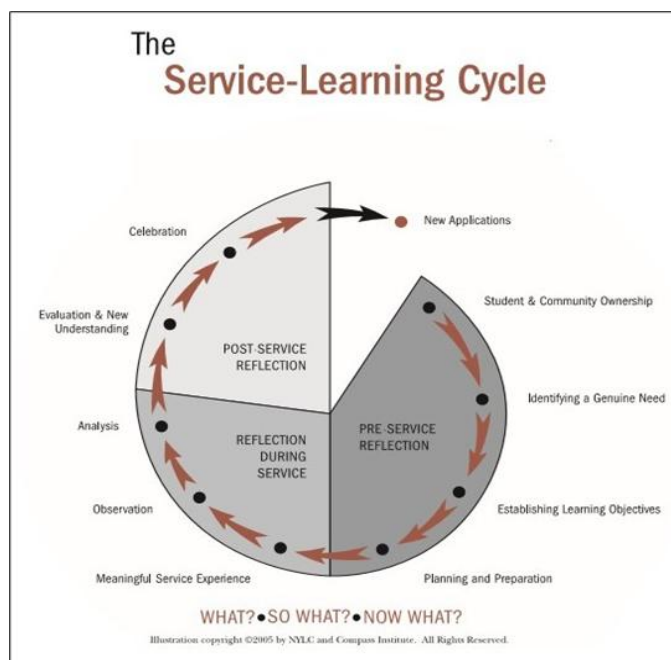 The
Service-Learning Cycle
New Applications
Celebration
Student & Community Ownership
Evaluation & New
Understanding
POST-SERVICE
REFLECTION
Identifying a Genuine Need
Analysis
REFLECTION
DURING
SERVICE
PRE-SERVICE
REFLECTION
Observation
Establishing Learning Objectives
Meaningful Service Experience
Planning and Preparation
WHAT?●SO WHAT?●NOW WHAT?
Illustration copyright ©2005 by NYLC and Compass Institute. All Rights Reserved.